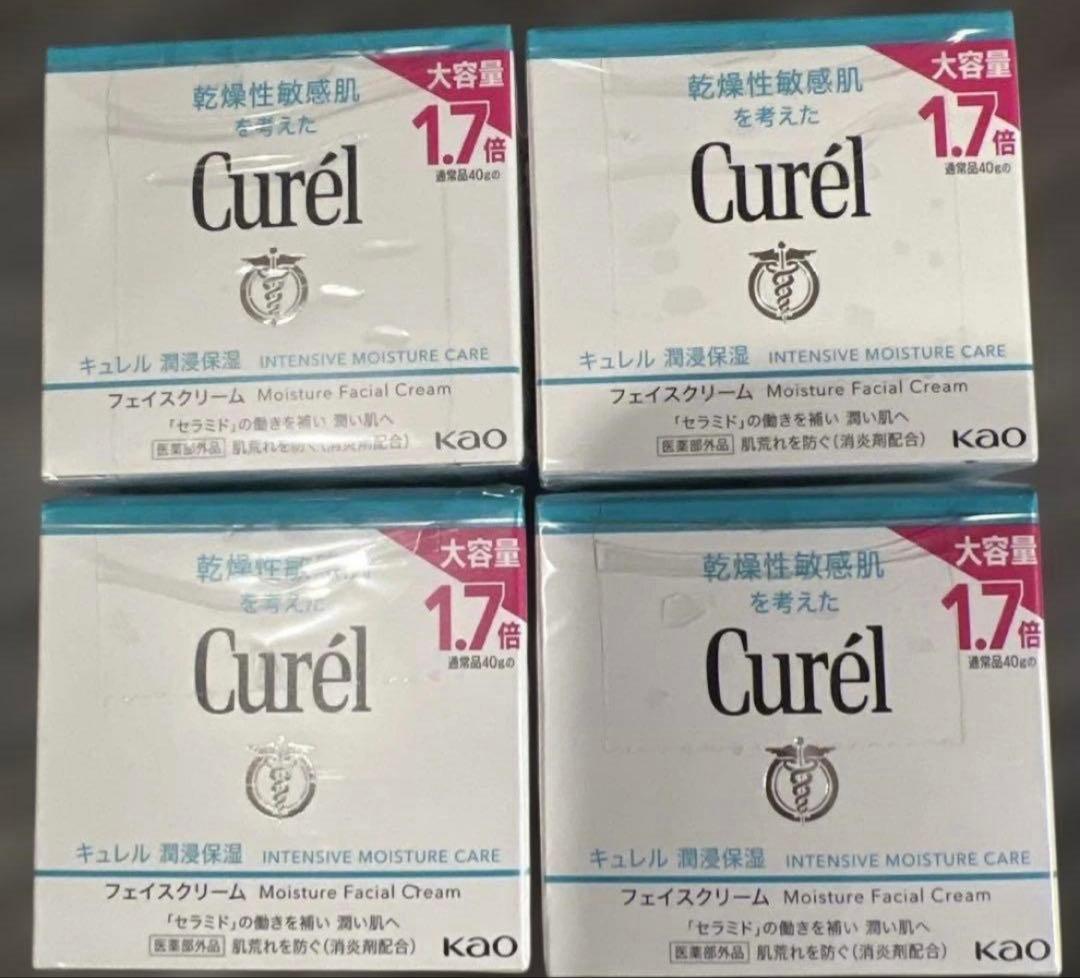 大容量
1.7倍
通常品40gの
乾燥性敏感肌
を考えた
Curél
キュレル 潤浸保湿 INTENSIVE MOISTURE CARE
フェイスクリーム Moisture Facial Cream
「セラミド」の働きを補い 潤い肌へ
医薬部外品 肌荒れを防ぐ(消炎剤配合)
Kao
大容量
1.7倍
通常品40gの
乾燥性敏感肌
を考えた
Curél
キュレル 潤浸保湿 INTENSIVE MOISTURE CARE
フェイスクリーム Moisture Facial Cream
「セラミド」の働きを補い 潤い肌へ
医薬部外品 肌荒れを防ぐ(消炎剤配合)
Kao
大容量
1.7倍
通常品40gの
乾燥性敏感肌
を考えた
Curél
キュレル 潤浸保湿 INTENSIVE MOISTURE CARE
フェイスクリーム Moisture Facial Cream
「セラミド」の働きを補い 潤い肌へ
医薬部外品 肌荒れを防ぐ(消炎剤配合)
Kao
大容量
1.7倍
通常品40gの
乾燥性敏感肌
を考えた
Curél
キュレル 潤浸保湿 INTENSIVE MOISTURE CARE
フェイスクリーム Moisture Facial Cream
「セラミド」の働きを補い 潤い肌へ
医薬部外品 肌荒れを防ぐ(消炎剤配合)
Kao